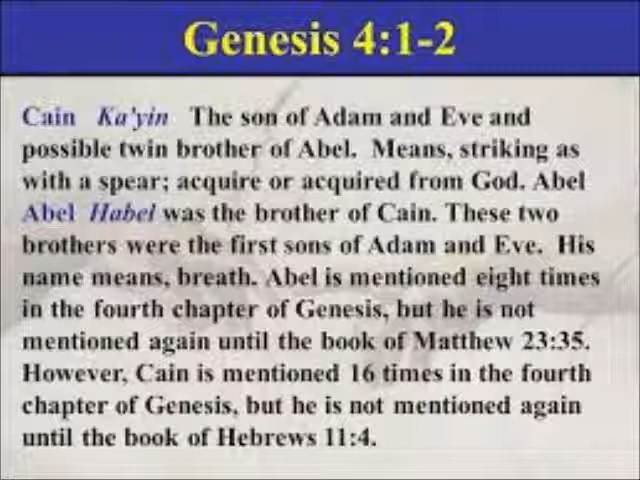 Genesis 4:1-2
Cain Ka'yin The son of Adam and Eve and
possible twin brother of Abel. Means, striking as
with a spear; acquire or acquired from God. Abel
Abel Habel was the brother of Cain. These two
brothers were the first sons of Adam and Eve. His
name means, breath. Abel is mentioned eight times
in the fourth chapter of Genesis, but he is not
mentioned again until the book of Matthew 23:35.
However, Cain is mentioned 16 times in the fourth
chapter of Genesis, but he is not mentioned again
until the book of Hebrews 11:4.